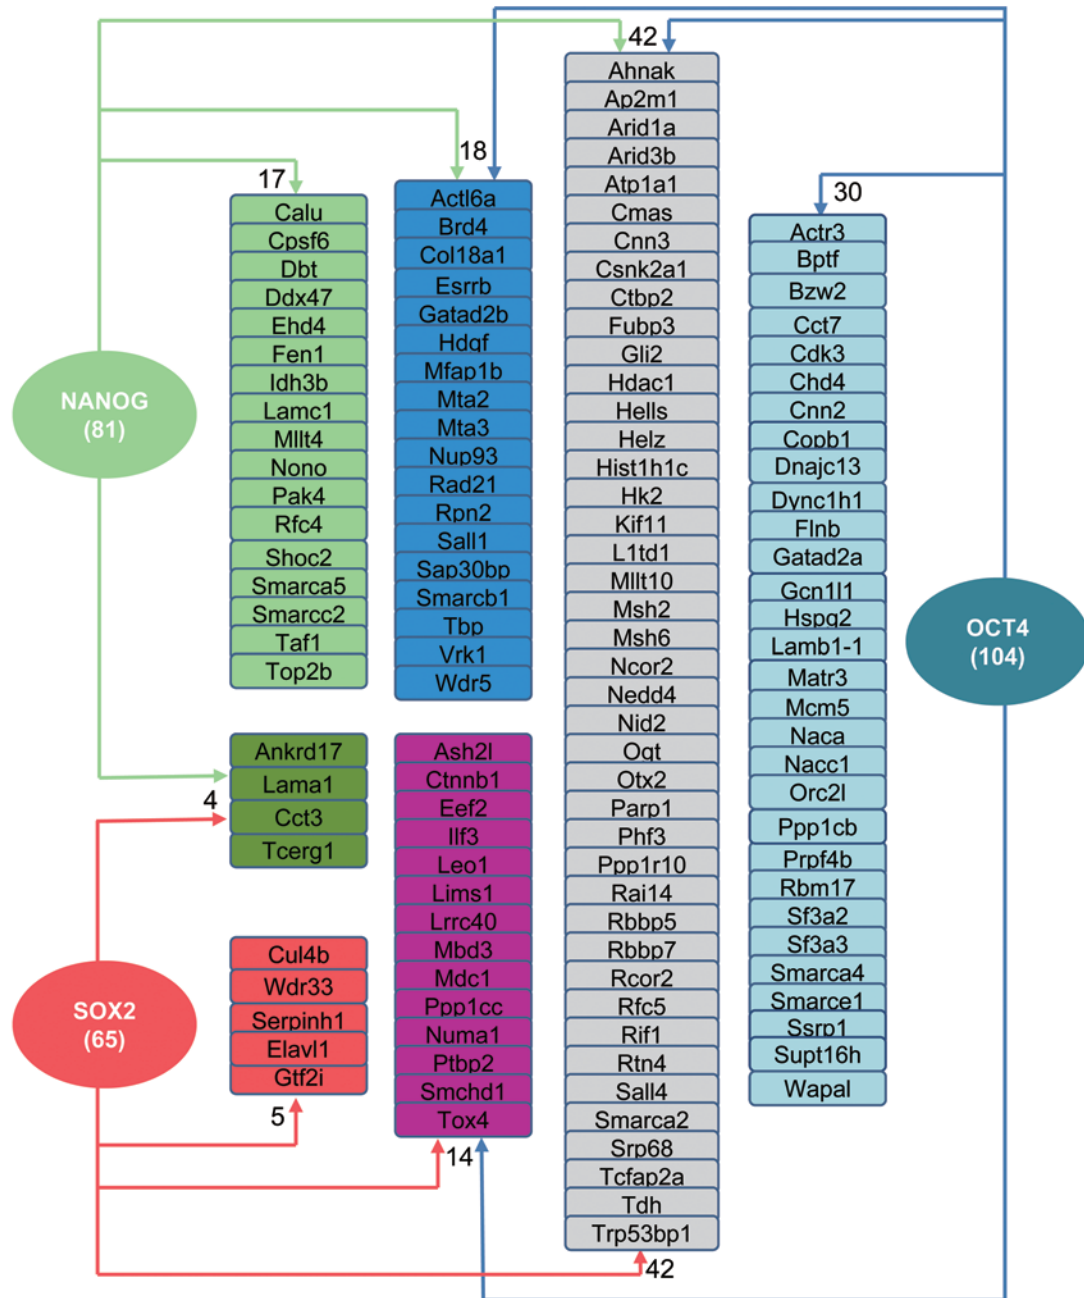 42
18
17
30
NANOG
(81)
Calu
Cpsf6
Dbt
Ddx47
Ehd4
Fen1
Idh3b
Lamc1
Mllt4
Nono
Pak4
Rfc4
Shoc2
Smarca5
Smarcc2
Taf1
Top2b
Actl6a
Brd4
Col18a1
Esrrb
Gatad2b
Hdgf
Mfap1b
Mta2
Mta3
Nup93
Rad21
Rpn2
Sall1
Sap30bp
Smarcb1
Tbp
Vrk1
Wdr5
Ahnak
Ap2m1
Arid1a
Arid3b
Atp1a1
Cmas
Cnn3
Csnk2a1
Ctbp2
Fubp3
Gli2
Hdac1
Hells
Helz
Hist1h1c
Hk2
Kif11
L1td1
Mllt10
Msh2
Msh6
Ncor2
Nedd4
Nid2
Ogt
Otx2
Parp1
Phf3
Ppp1r10
Rai14
Rbbp5
Rbbp7
Rcor2
Rfc5
Rif1
Rtn4
Sall4
Smarca2
Srp68
Tcfap2a
Tdh
Trp53bp1
Actr3
Bptf
Bzw2
Cct7
Cdk3
Chd4
Cnn2
Copb1
Dnajc13
Dync1h1
Flnb
Gatad2a
Gcn1l1
Hspg2
Lamb1-1
Matr3
Mcm5
Naca
Nacc1
Orc2l
Ppp1cb
Prpf4b
Rbm17
Sf3a2
Sf3a3
Smarca4
Smarce1
Ssrp1
Supt16h
Wapal
OCT4
(104)
4
Ankrd17
Lama1
Cct3
Tcerg1
SOX2
(65)
Cul4b
Wdr33
Serpinh1
Elavl1
Gtf2i
5
Ash2l
Ctnnb1
Eef2
Ilf3
Leo1
Lims1
Lrrc40
Mbd3
Mdc1
Ppp1cc
Numa1
Ptbp2
Smchd1
Tox4
14
42